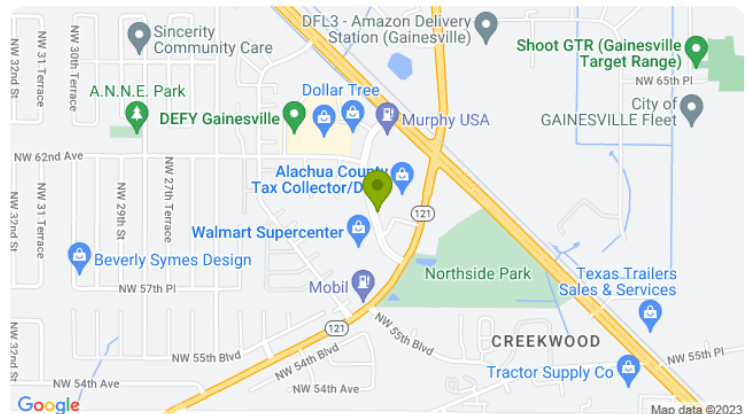 DFL3 - Amazon Delivery
Station (Gainesville)
Sincerity
Community Care
Shoot GTR (Gainesville
Target Range)
NW 32nd St
NW 31 Terrace
NW 30th Terrace
NW 65th Pl
A.N.N.E. Park
Dollar Tree
DEFY Gainesville
Murphy USA
City of
GAINESVILLE Fleet
NW 62nd Ave
Alachua County
Tax Collector/D
NW 32nd St
NW 31 Terrace
NW 29th St
NW 27th Terrace
121
Walmart Supercenter
Beverly Symes Design
Northside Park
Texas Trailers
Sales & Services
NW 57th Pl
Mobil
121
NW 55th Blvd
CREEKWOOD
NW 32nd St
NW 55th Blvd
NW 54th Blvd
NW 55th Pl
Tractor Supply Co
NW 54th Ave
NW 54th Ave
Google
Map data ©2023